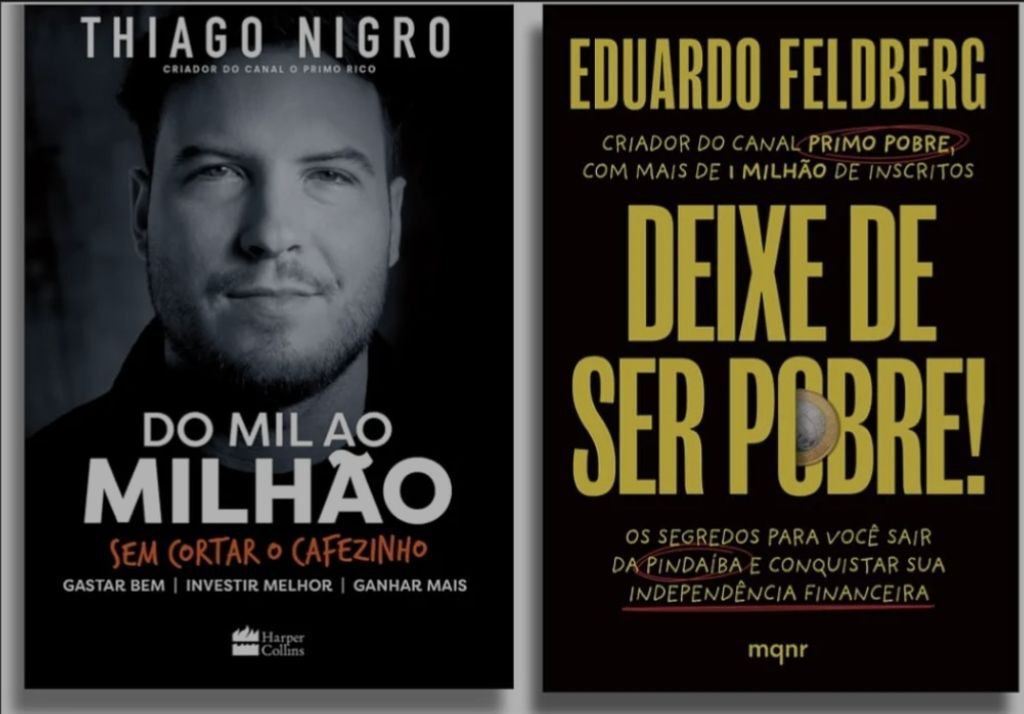 THIAGO NIGRO
CRIADOR DO CANAL O PRIMO RICO
DO MIL AO
MILHÃO
SEM CORTAR O CAFEZINHO
GASTAR BEM | INVESTIR MELHOR | GANHAR MAIS
Harper
Collins
EDUARDO FELDBERG
CRIADOR DO CANAL PRIMO POBRE,
COM MAIS DE 1 MILHÃO DE INSCRITOS
DEIXE DE
SER POBRE!
OS SEGREDOS PARA VOCÊ SAIR
DA PINDAÍBA E CONQUISTAR SUA
INDEPENDÊNCIA FINANCEIRA
mqnr